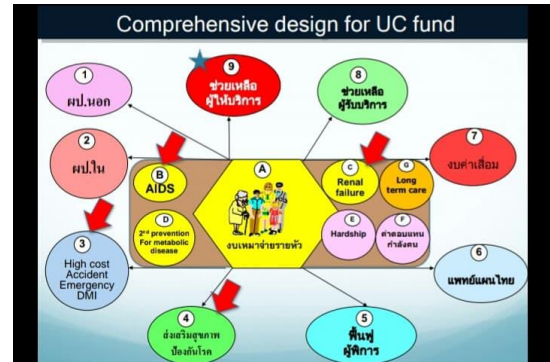 Comprehensive design for UC fund
1
ผป.นอก
9
ช่วยเหลือ
ผู้ให้บริการ
8
ช่วยเหลือ
ผู้รับบริการ
2
ผป.ใน
B
AIDS
A
งบเหมาจ่ายรายหัว
C
Renal
failure
G
Long
term care
7
งบค่าเสื่อม
D
2nd prevention
For metabolic
disease
E
Hardship
F
ค่าตอบแทน
กำลังคน
3
High cost
Accident
Emergency
DMI
4
ส่งเสริมสุขภาพ
ป้องกันโรค
5
ฟื้นฟู
ผู้พิการ
6
แพทย์แผนไทย